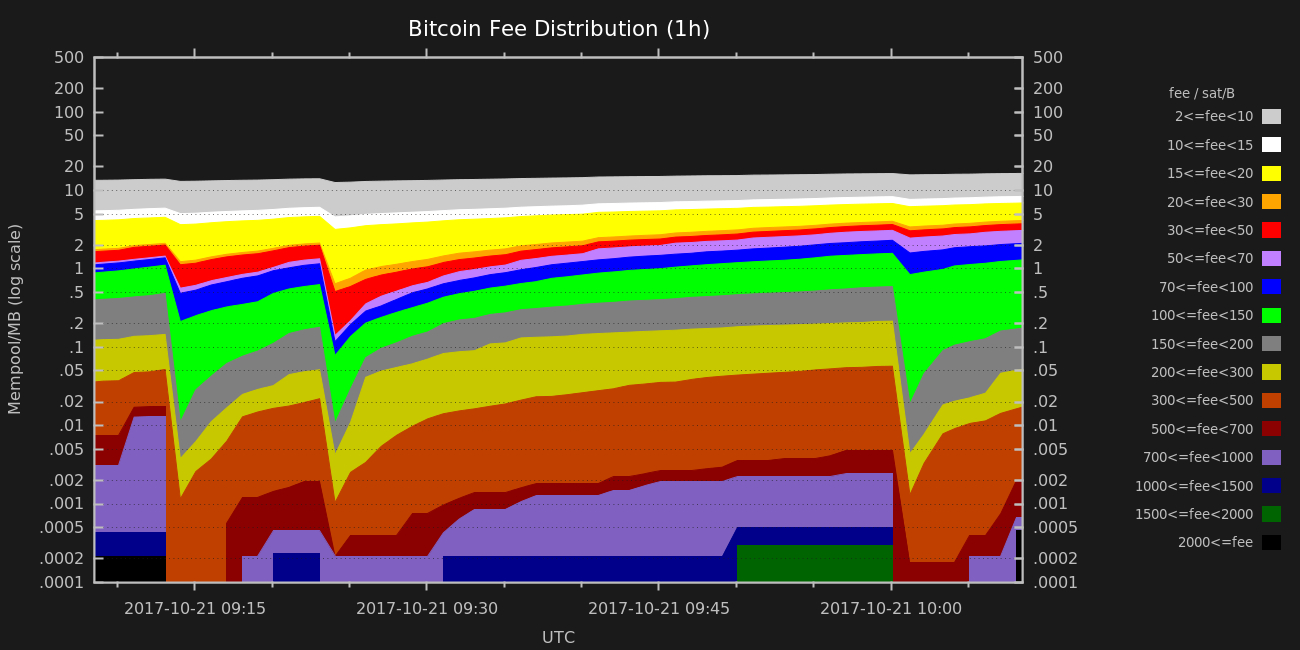 Bitcoin Fee Distribution (1h)
500
200
100
50
20
10
5
2
1
.5
.2
.1
.05
.02
.01
.005
.002
.001
.0005
.0002
.0001
Mempool/MB (log scale)
500
200
100
50
20
10
5
2
1
.5
.2
.1
.05
.02
.01
.005
.002
.001
.0005
.0002
.0001
2017-10-21 09:15
2017-10-21 09:30
2017-10-21 09:45
2017-10-21 10:00
UTC
fee / sat/B
2<=fee<10
10<=fee<15
15<=fee<20
20<=fee<30
30<=fee<50
50<=fee<70
70<=fee<100
100<=fee<150
150<=fee<200
200<=fee<300
300<=fee<500
500<=fee<700
700<=fee<1000
1000<=fee<1500
1500<=fee<2000
2000<=fee